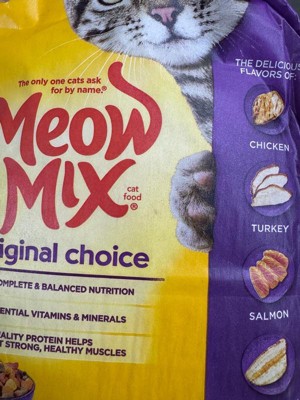 The only one cats ask
for by name.®
Meow
Mix
cat
food
®
iginal choice
MPLETE & BALANCED NUTRITION
ENTIAL VITAMINS & MINERALS
ALITY PROTEIN HELPS
T STRONG, HEALTHY MUSCLES
THE DELICIOUS
FLAVORS OF
CHICKEN
TURKEY
SALMON